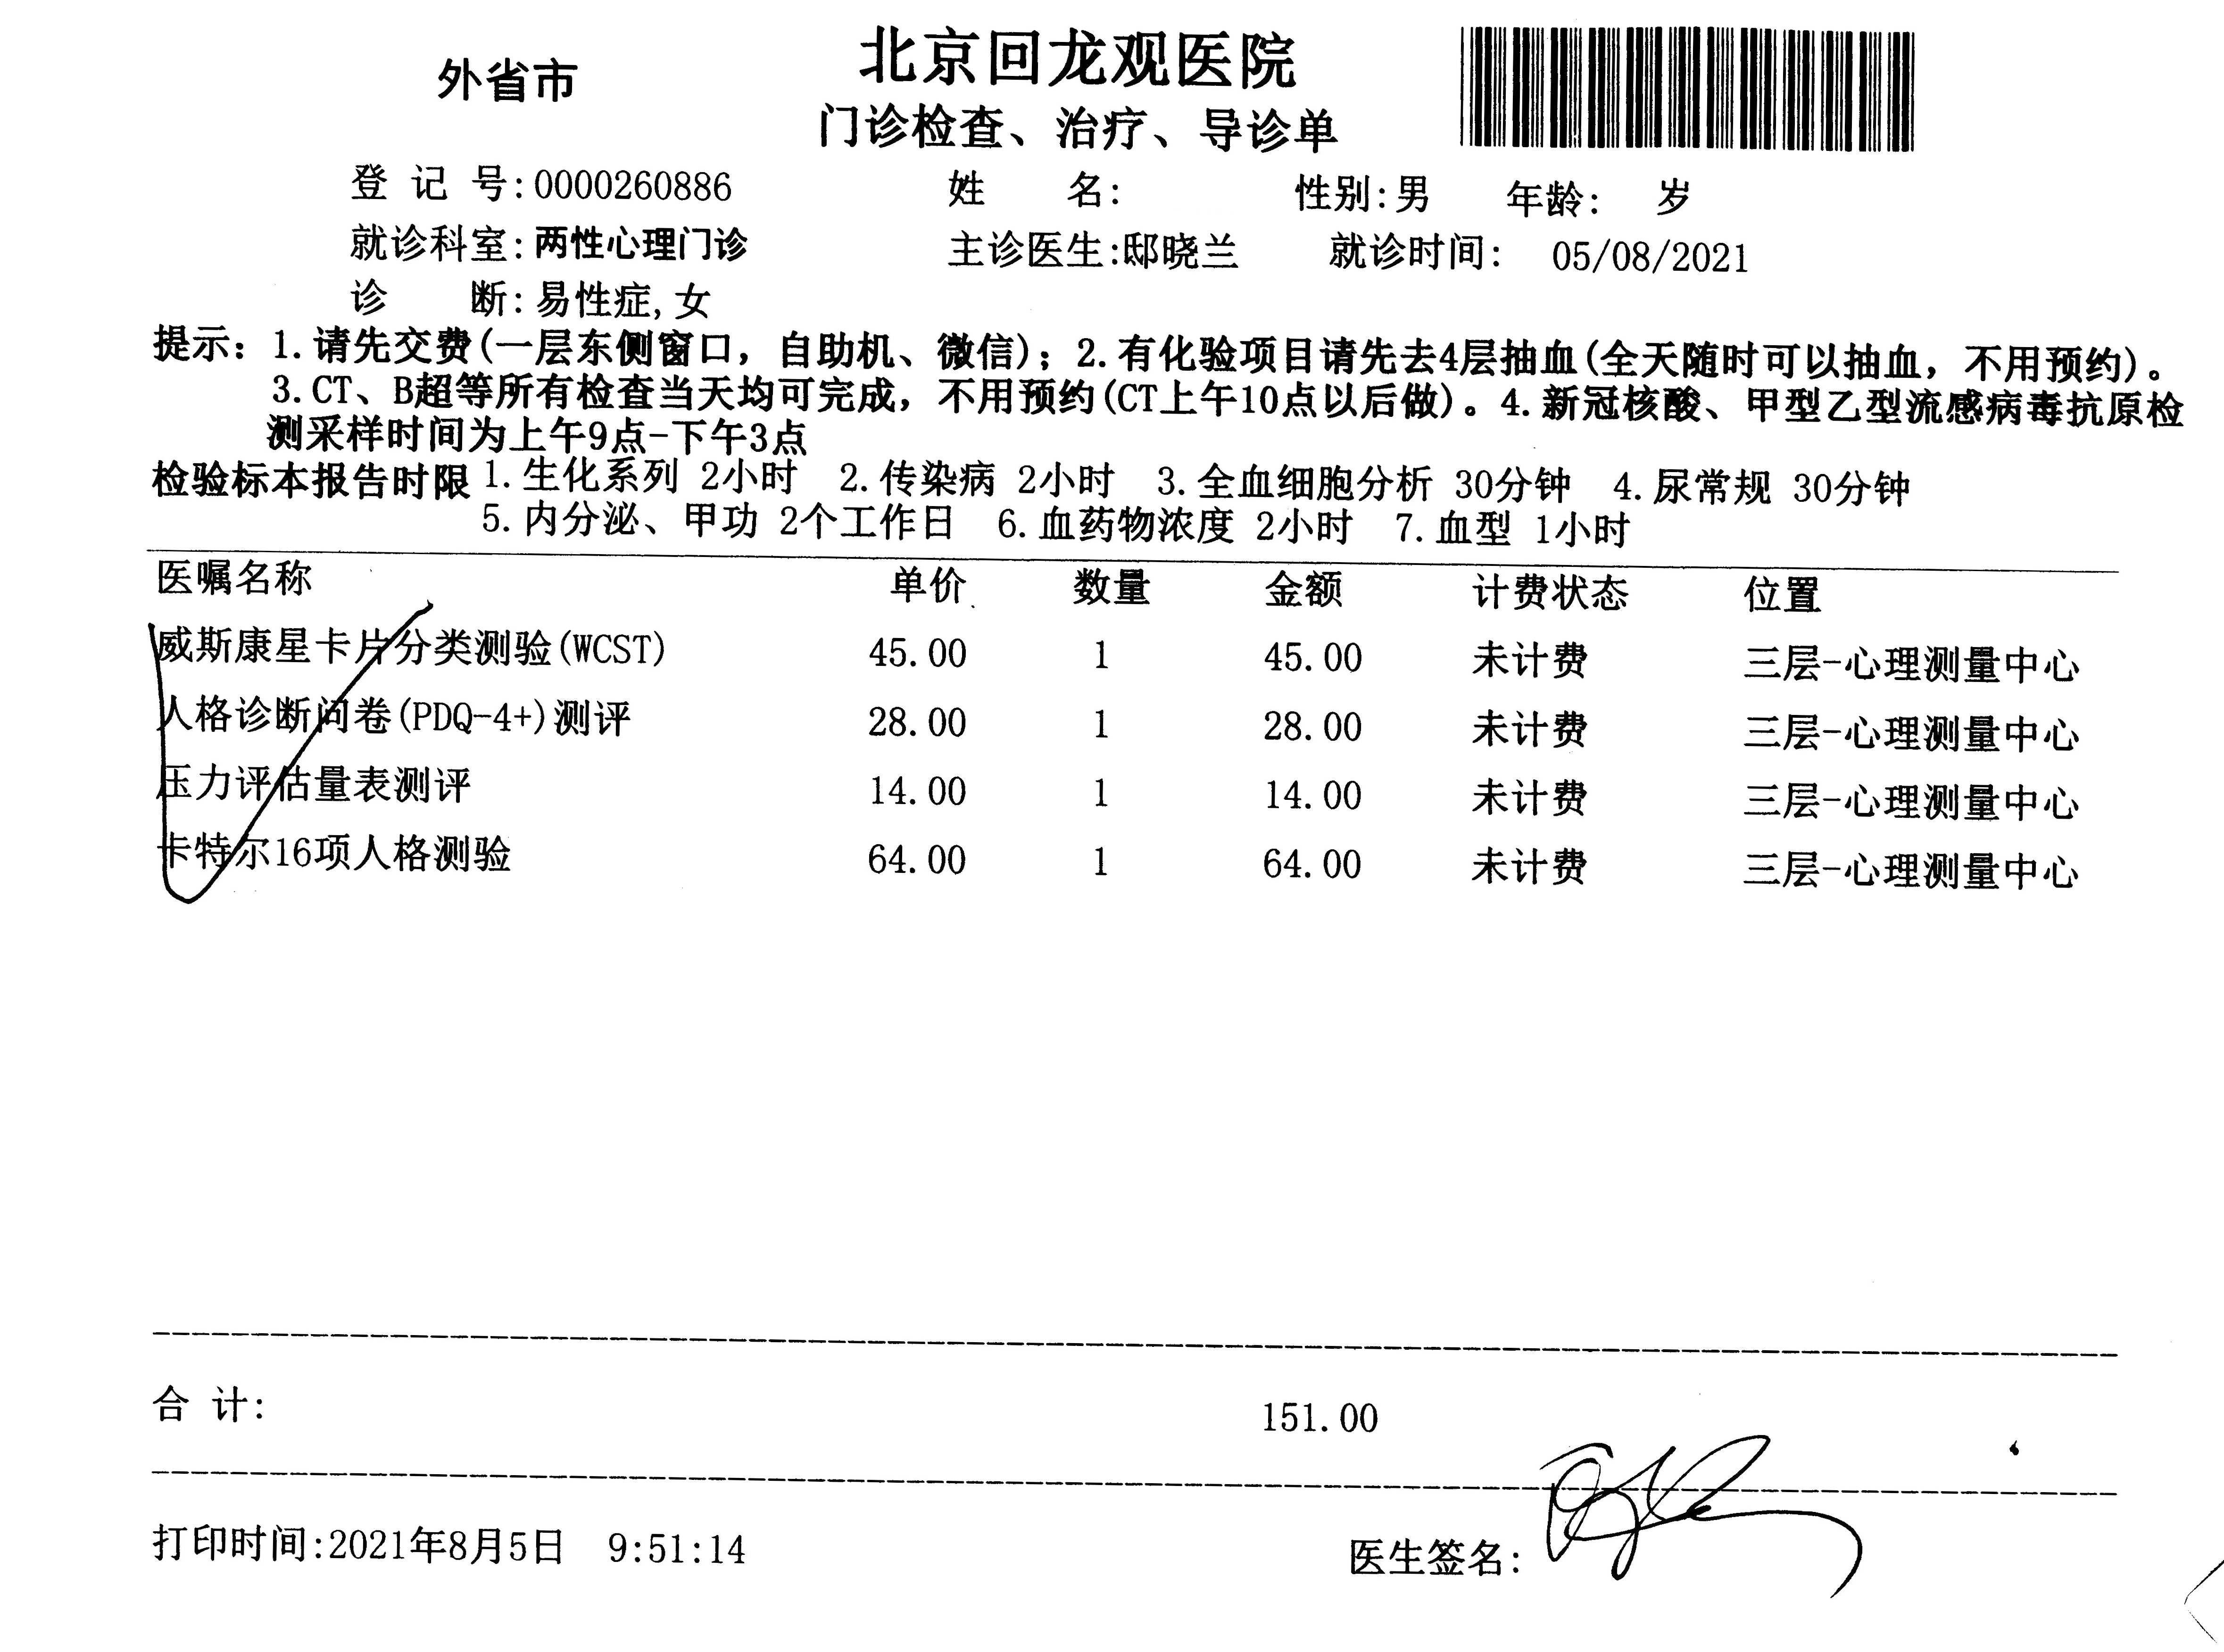 外省市
北京回龙观医院
门诊检查、治疗、导诊单
登 记 号:0000260886 姓 名: 性别:男 年龄: 岁
就诊科室:两性心理门诊 主诊医生:邸晓兰 就诊时间: 05/08/2021
诊 断:易性症,女
提示：1.请先交费(一层东侧窗口，自助机、微信)；2.有化验项目请先去4层抽血(全天随时可以抽血，不用预约)。
3.CT、B超等所有检查当天均可完成，不用预约(CT上午10点以后做)。4.新冠核酸、甲型乙型流感病毒抗原检
测采样时间为上午9点-下午3点
检验标本报告时限 1.生化系列 2小时 2.传染病 2小时 3.全血细胞分析 30分钟 4.尿常规 30分钟
5.内分泌、甲功 2个工作日 6.血药物浓度 2小时 7.血型 1小时
医嘱名称 单价 数量 金额 计费状态 位置
威斯康星卡片分类测验(WCST) 45.00 1 45.00 未计费 三层-心理测量中心
人格诊断问卷(PDQ-4+)测评 28.00 1 28.00 未计费 三层-心理测量中心
压力评估量表测评 14.00 1 14.00 未计费 三层-心理测量中心
卡特尔16项人格测验 64.00 1 64.00 未计费 三层-心理测量中心
合 计: 151.00
打印时间:2021年8月5日 9:51:14 医生签名: